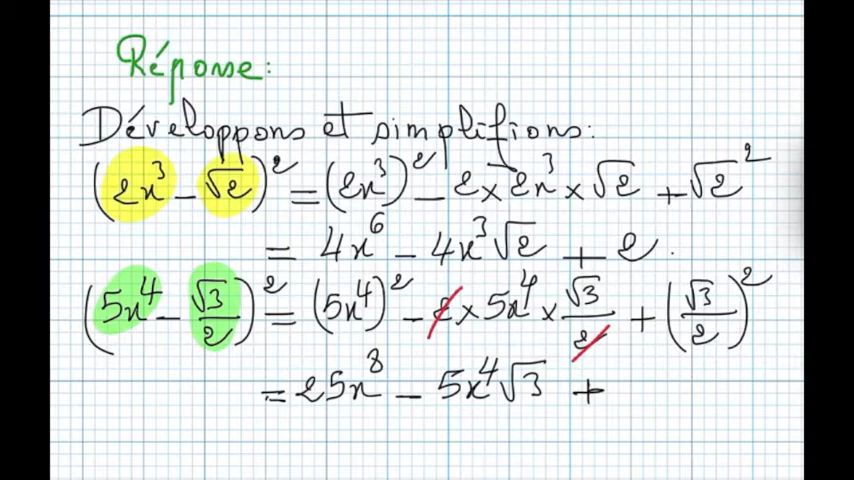 Réponse:
Développons et simplifions:
(2x³ - √2)² = (2x³)² - 2 × 2x³ × √2 + √2²
= 4x⁶ - 4x³√2 + 2.
(5x⁴ - √3/2)² = (5x⁴)² - 2 × 5x⁴ × √3/2 + (√3/2)²
= 25x⁸ - 5x⁴√3 +